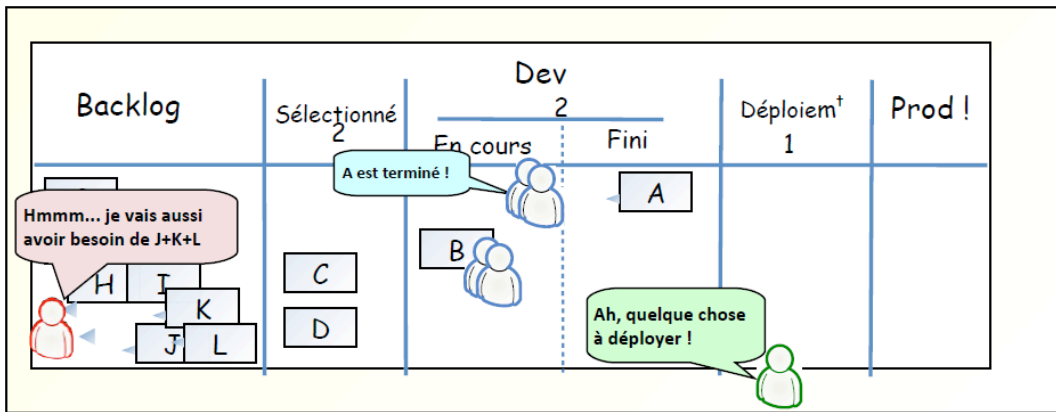 Backlog
Sélectionné
2
Dev
2
En cours
Fini
Déploiem†
1
Prod !
A est terminé !
A
Hmmm... je vais aussi
avoir besoin de J+K+L
B
H
I
C
K
D
J
L
Ah, quelque chose
à déployer !